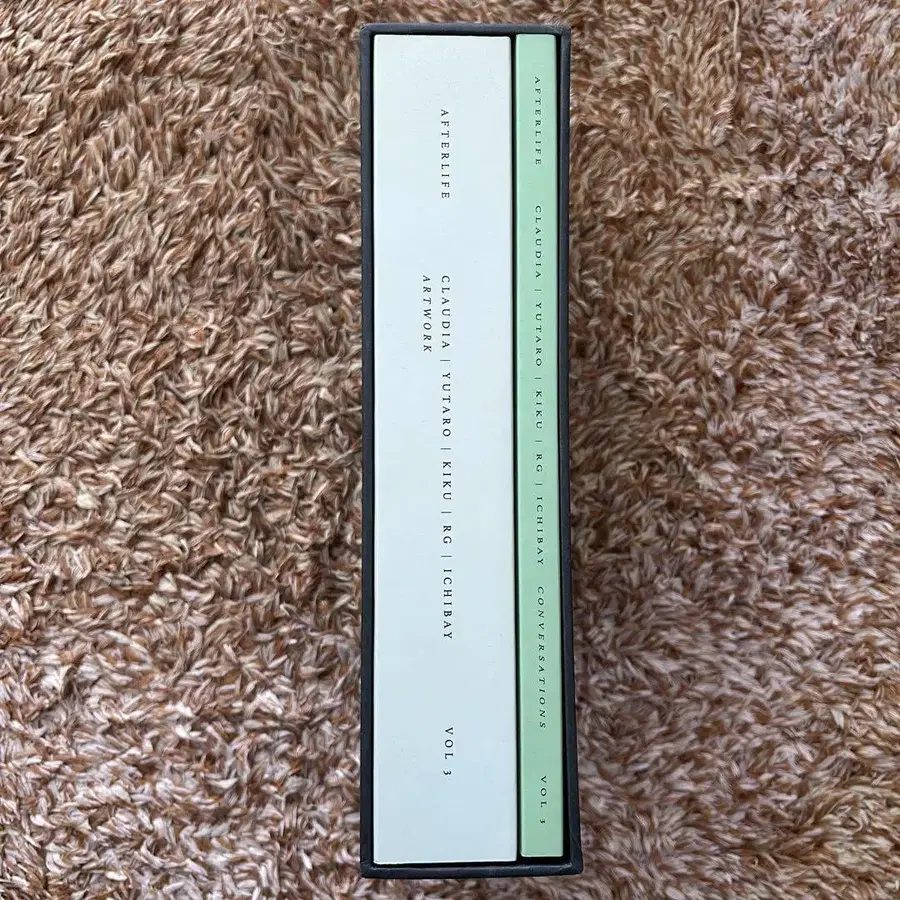 AFTERLIFE
CLAUDIA | YUTARO | KIKU | RG | ICHIBAY
ARTWORK
VOL 3
AFTERLIFE CLAUDIA | YUTARO | KIKU | RG | ICHIBAY CONVERSATIONS VOL 3